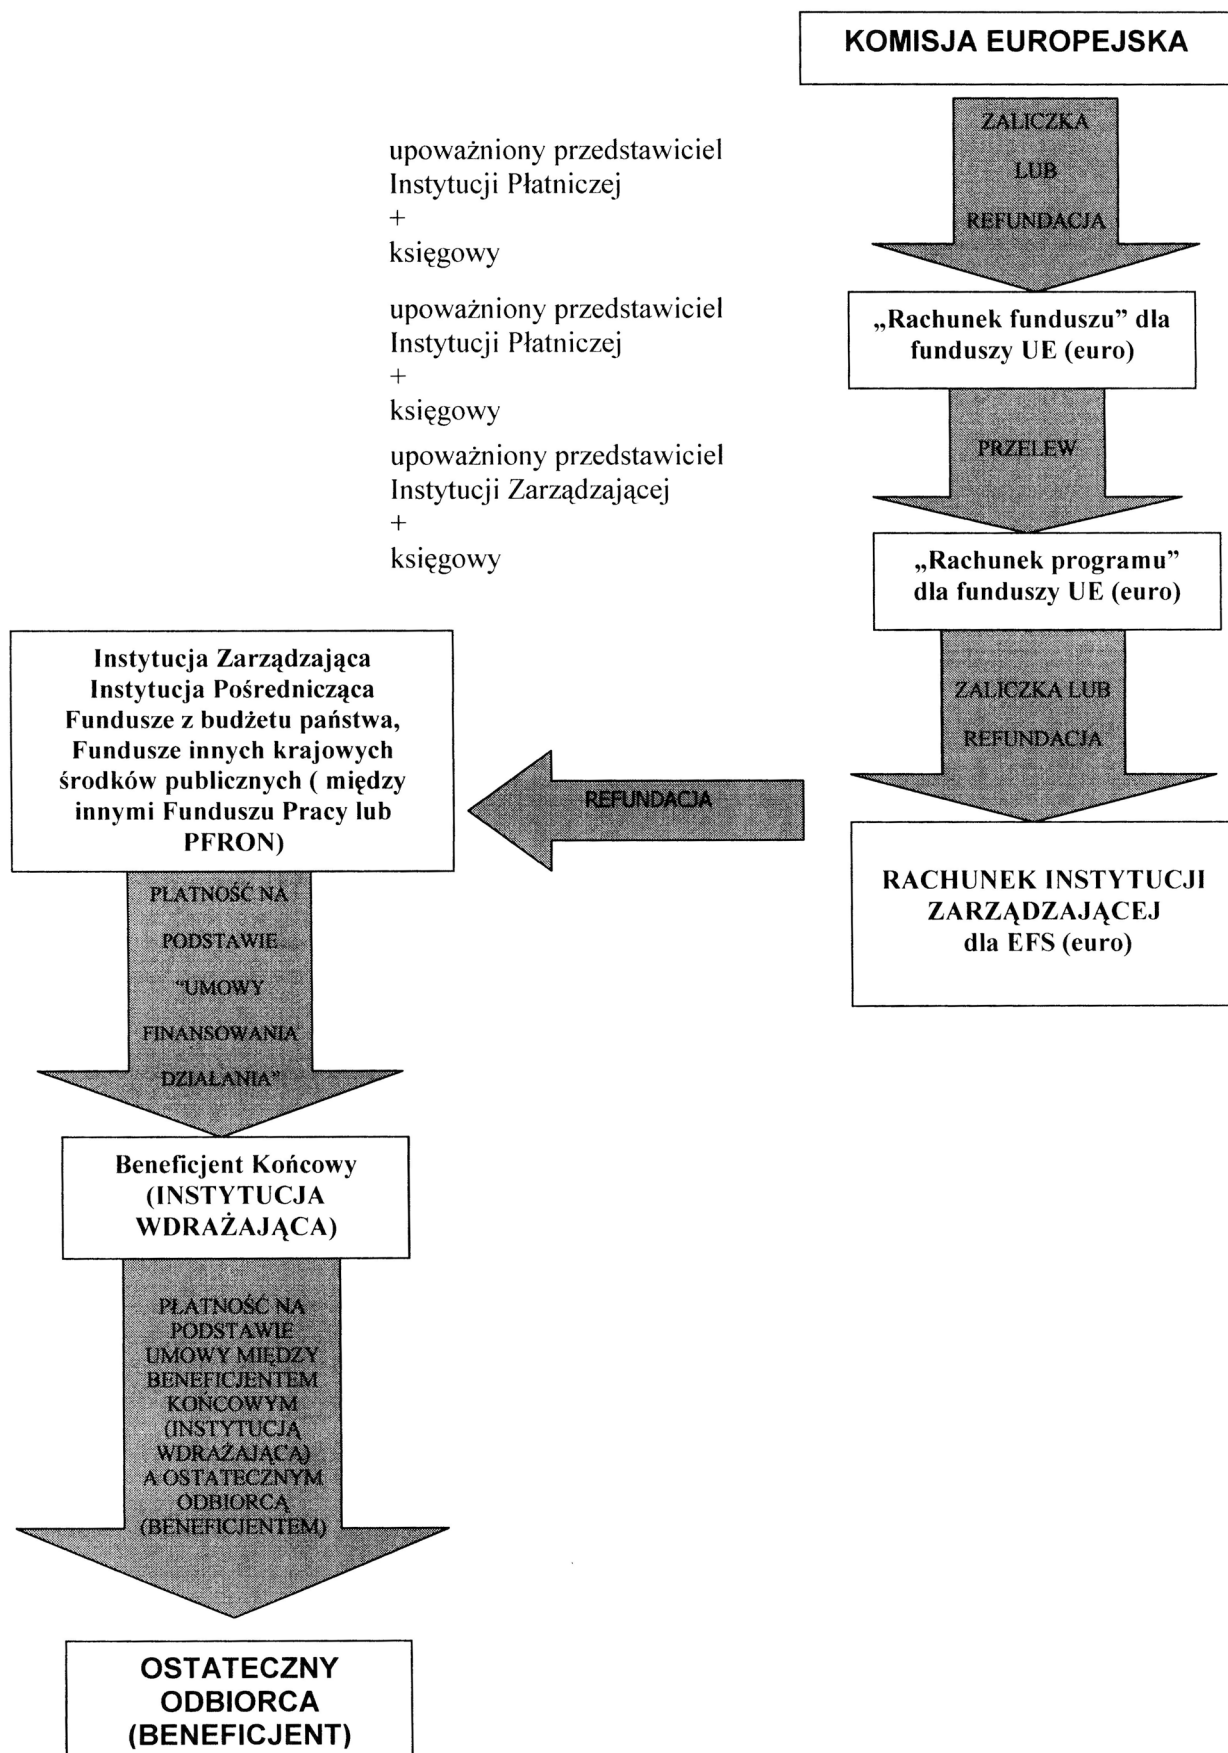 KOMISJA EUROPEJSKA
ZALICZKA
LUB
REFUNDACJA
upoważniony przedstawiciel
Instytucji Płatniczej
+
księgowy
„Rachunek funduszu” dla
funduszy UE (euro)
upoważniony przedstawiciel
Instytucji Płatniczej
+
księgowy
PRZELEW
upoważniony przedstawiciel
Instytucji Zarządzającej
+
księgowy
„Rachunek programu”
dla funduszy UE (euro)
ZALICZKA LUB
REFUNDACJA
RACHUNEK INSTYTUCJI
ZARZĄDZAJĄCEJ
dla EFS (euro)
REFUNDACJA
Instytucja Zarządzająca
Instytucja Pośrednicząca
Fundusze z budżetu państwa,
Fundusze innych krajowych
środków publicznych ( między
innymi Funduszu Pracy lub
PFRON)
PŁATNOŚĆ NA
PODSTAWIE
“UMOWY
FINANSOWANIA
DZIAŁANIA”
Beneficjent Końcowy
(INSTYTUCJA
WDRAŻAJĄCA)
PŁATNOŚĆ NA
PODSTAWIE
UMOWY MIĘDZY
BENEFICJENTEM
KOŃCOWYM
(INSTYTUCJĄ
WDRAŻAJĄCĄ)
A OSTATECZNYM
ODBIORCĄ
(BENEFICJENTEM)
OSTATECZNY
ODBIORCA
(BENEFICJENT)